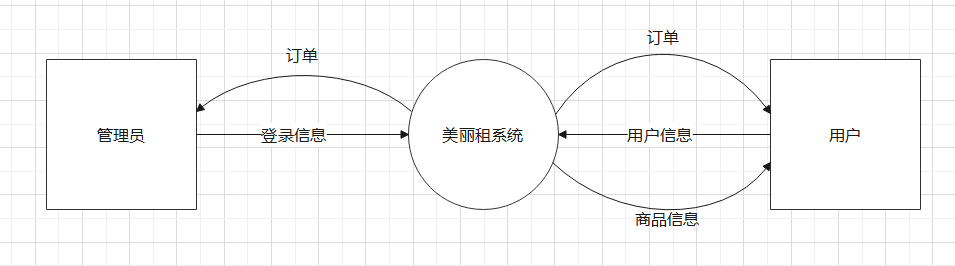 订单
订单
管理员
登录信息
美丽租系统
用户信息
用户
商品信息